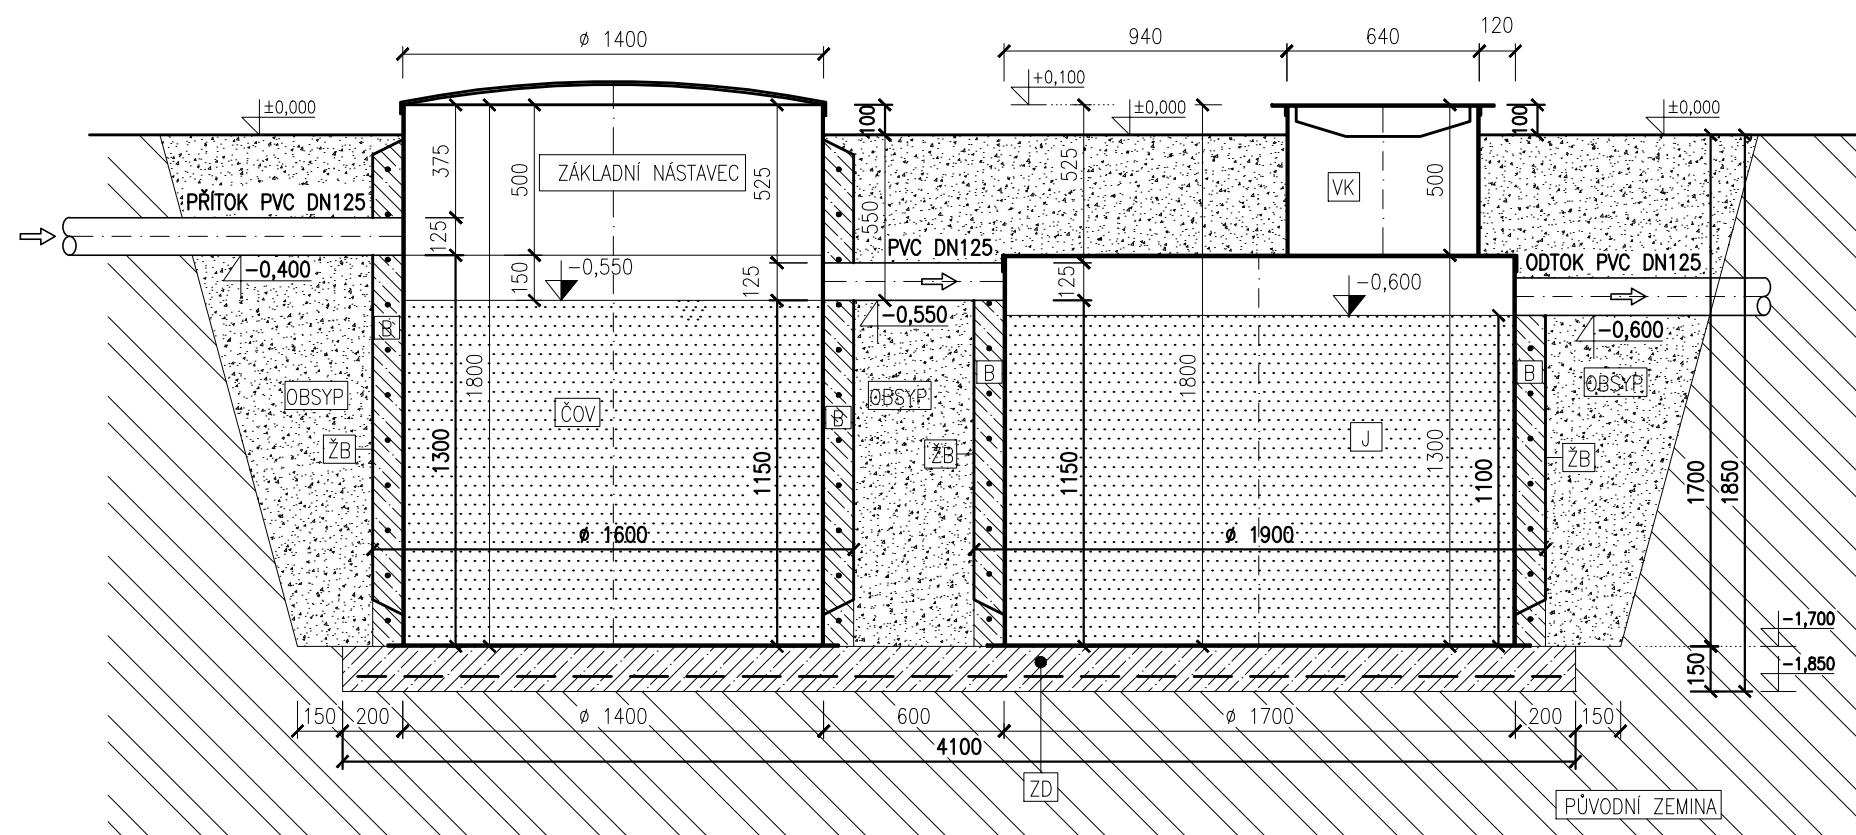 ø 1400
940
640
120
±0,000
+0,100
±0,000
±0,000
100
100
375
500
ZÁKLADNÍ NÁSTAVEC
525
525
VK
500
PŘÍTOK PVC DN125
550
125
PVC DN125
ODTOK PVC DN125
-0,400
150
-0,550
125
125
-0,600
-0,550
-0,600
B
B
B
B
OBSYP
1800
ČOV
OBSYP
1800
J
OBSYP
ŽB
1300
1150
ŽB
1150
1300
1100
ŽB
1700
1850
ø 1600
ø 1900
-1,700
150
-1,850
150
200
ø 1400
600
ø 1700
200
150
4100
ZD
PŮVODNÍ ZEMINA